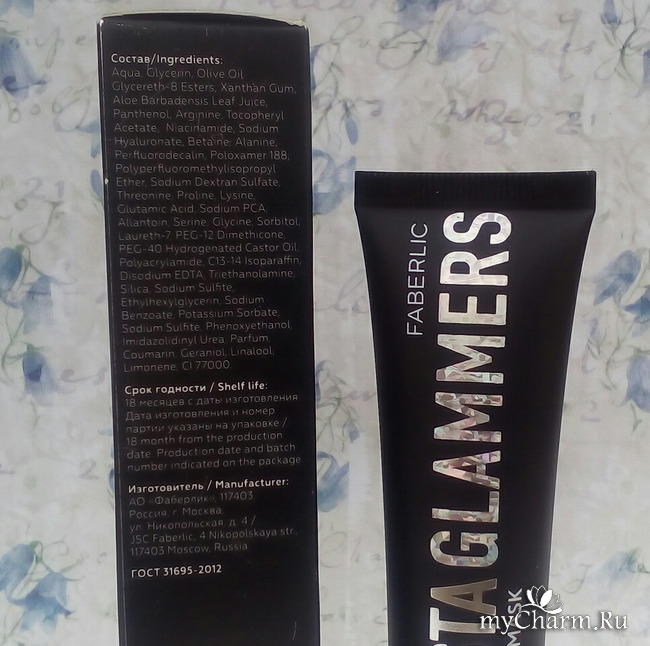 Состав/Ingredients:
Aqua, Glycerin, Olive Oil
Glycereth-8 Esters, Xanthan Gum,
Aloe Barbadensis Leaf Juice,
Panthenol, Arginine, Tocopheryl
Acetate, Niacinamide, Sodium
Hyaluronate, Betaine, Alanine,
Perfluorodecalin, Poloxamer 188,
Polyperfluoromethylisopropyl
Ether, Sodium Dextran Sulfate,
Threonine, Proline, Lysine,
Glutamic Acid, Sodium PCA,
Allantoin, Serine, Glycine, Sorbitol,
Laureth-7, PEG-12 Dimethicone,
PEG-40 Hydrogenated Castor Oil,
Polyacrylamide, C13-14 Isoparaffin,
Disodium EDTA, Triethanolamine,
Silica, Sodium Sulfite,
Ethylhexylglycerin, Sodium
Benzoate, Potassium Sorbate,
Sodium Sulfite, Phenoxyethanol,
Imidazolidinyl Urea, Parfum,
Coumarin, Geraniol, Linalool,
Limonene, CI 77000
Срок годности / Shelf life:
18 месяцев с даты изготовления
Дата изготовления и номер
партии указаны на упаковке /
18 month from the production
date. Production date and batch
number indicated on the package
Изготовитель / Manufacturer:
АО «Фаберлик», 117403
Россия, г. Москва,
ул. Никопольская, д. 4 /
JSC Faberlic, 4 Nikopolskaya str.,
117403 Moscow, Russia
ГОСТ 31695-2012
FABERLIC
TAGLAMMERS
MASK
myCharm.Ru